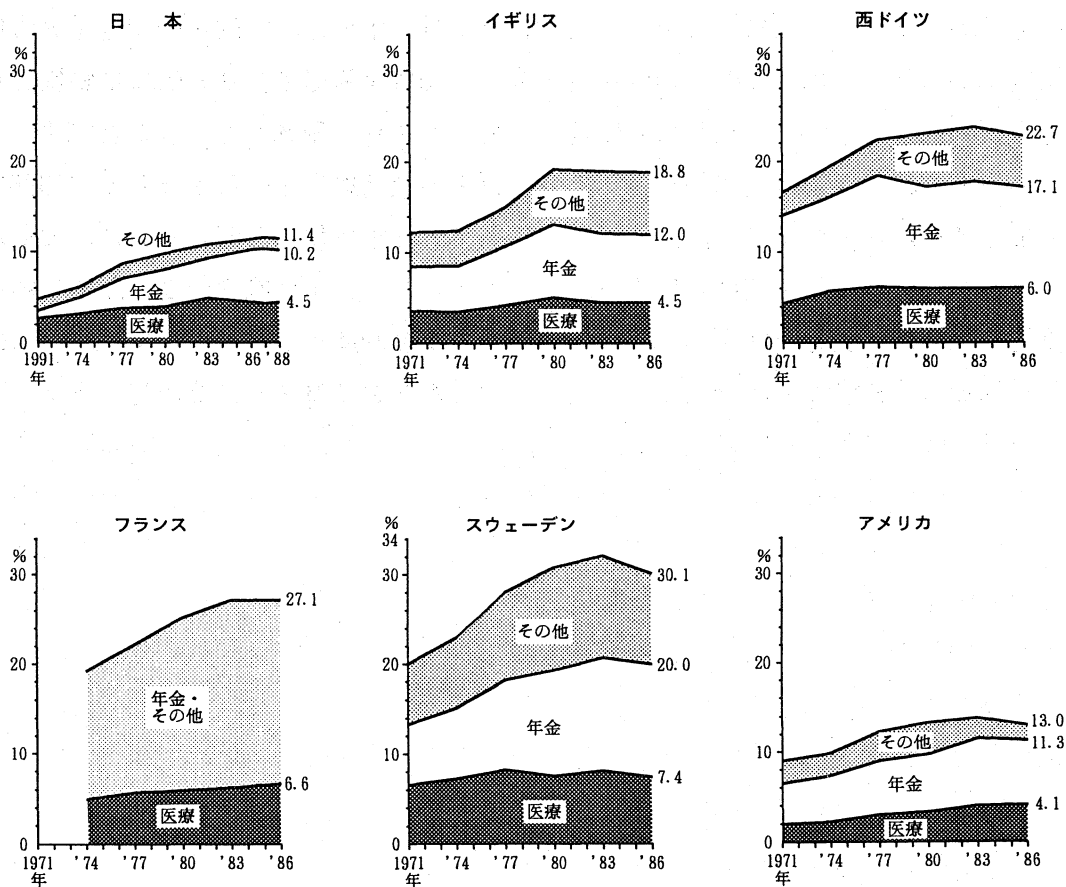 日 本
%
30
20
10
0
その他
年金
医療
11.4
10.2
4.5
1991 '74 '77 '80 '83 '86 '88
年
イギリス
%
30
20
10
0
その他
年金
医療
18.8
12.0
4.5
1971 '74 '77 '80 '83 '86
年
西ドイツ
%
30
20
10
0
その他
年金
医療
22.7
17.1
6.0
1971 '74 '77 '80 '83 '86
年
フランス
%
30
20
10
0
年金・
その他
医療
27.1
6.6
1971 '74 '77 '80 '83 '86
年
スウェーデン
%
34
30
20
10
0
その他
年金
医療
30.1
20.0
7.4
1971 '74 '77 '80 '83 '86
年
アメリカ
%
30
20
10
0
その他
年金
医療
13.0
11.3
4.1
1971 '74 '77 '80 '83 '86
年